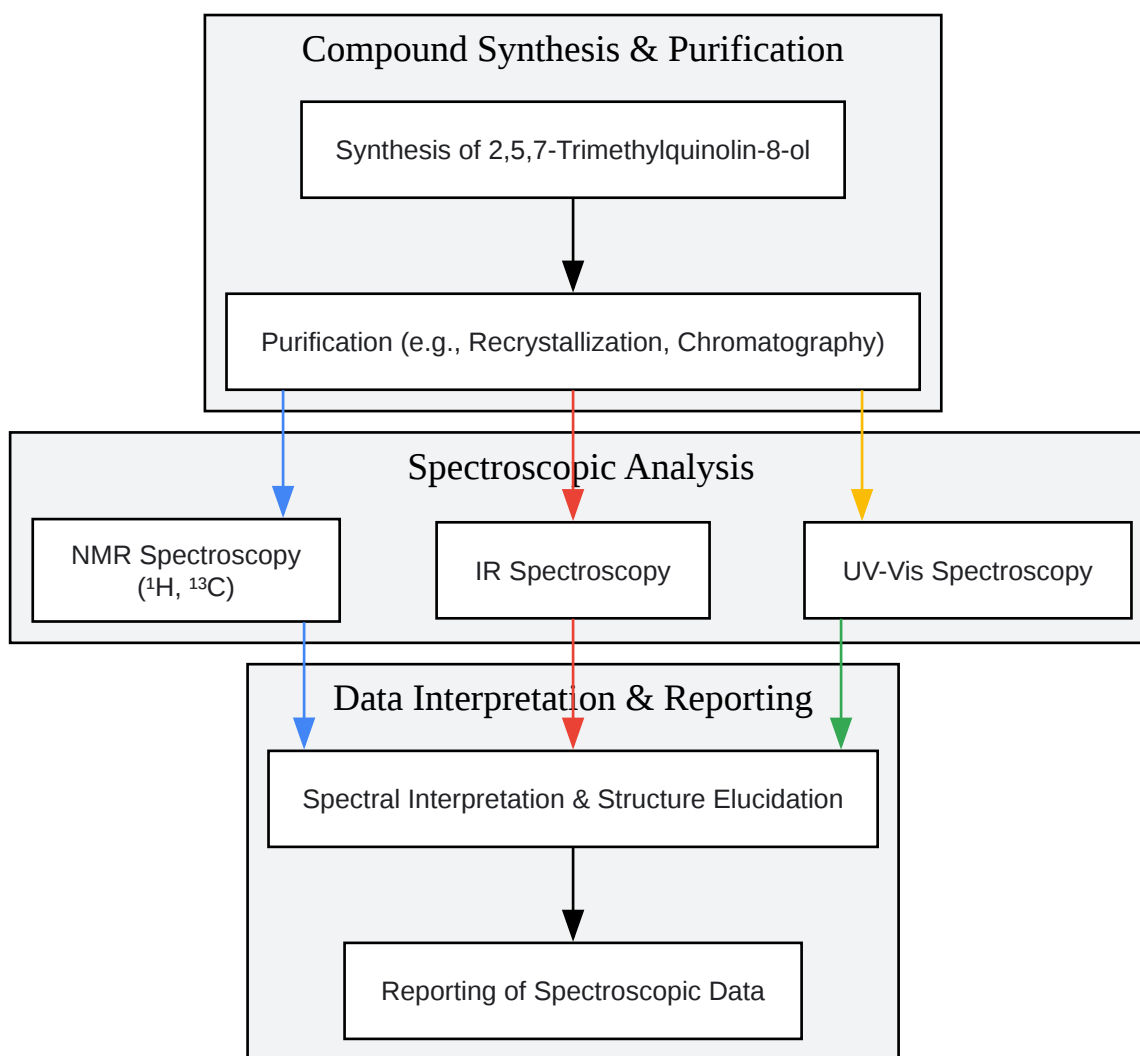 Compound Synthesis & Purification
Synthesis of 2,5,7-Trimethylquinolin-8-ol
Purification (e.g., Recrystallization, Chromatography)
Spectroscopic Analysis
NMR Spectroscopy
(¹H, ¹³C)
IR Spectroscopy
UV-Vis Spectroscopy
Data Interpretation & Reporting
Spectral Interpretation & Structure Elucidation
Reporting of Spectroscopic Data